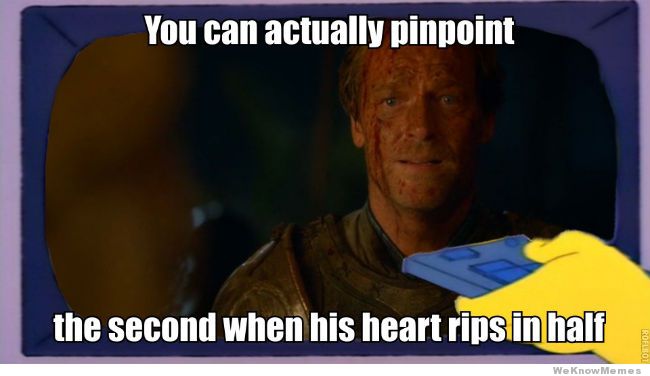 You can actually pinpoint
the second when his heart rips in half
WeKnowMemes